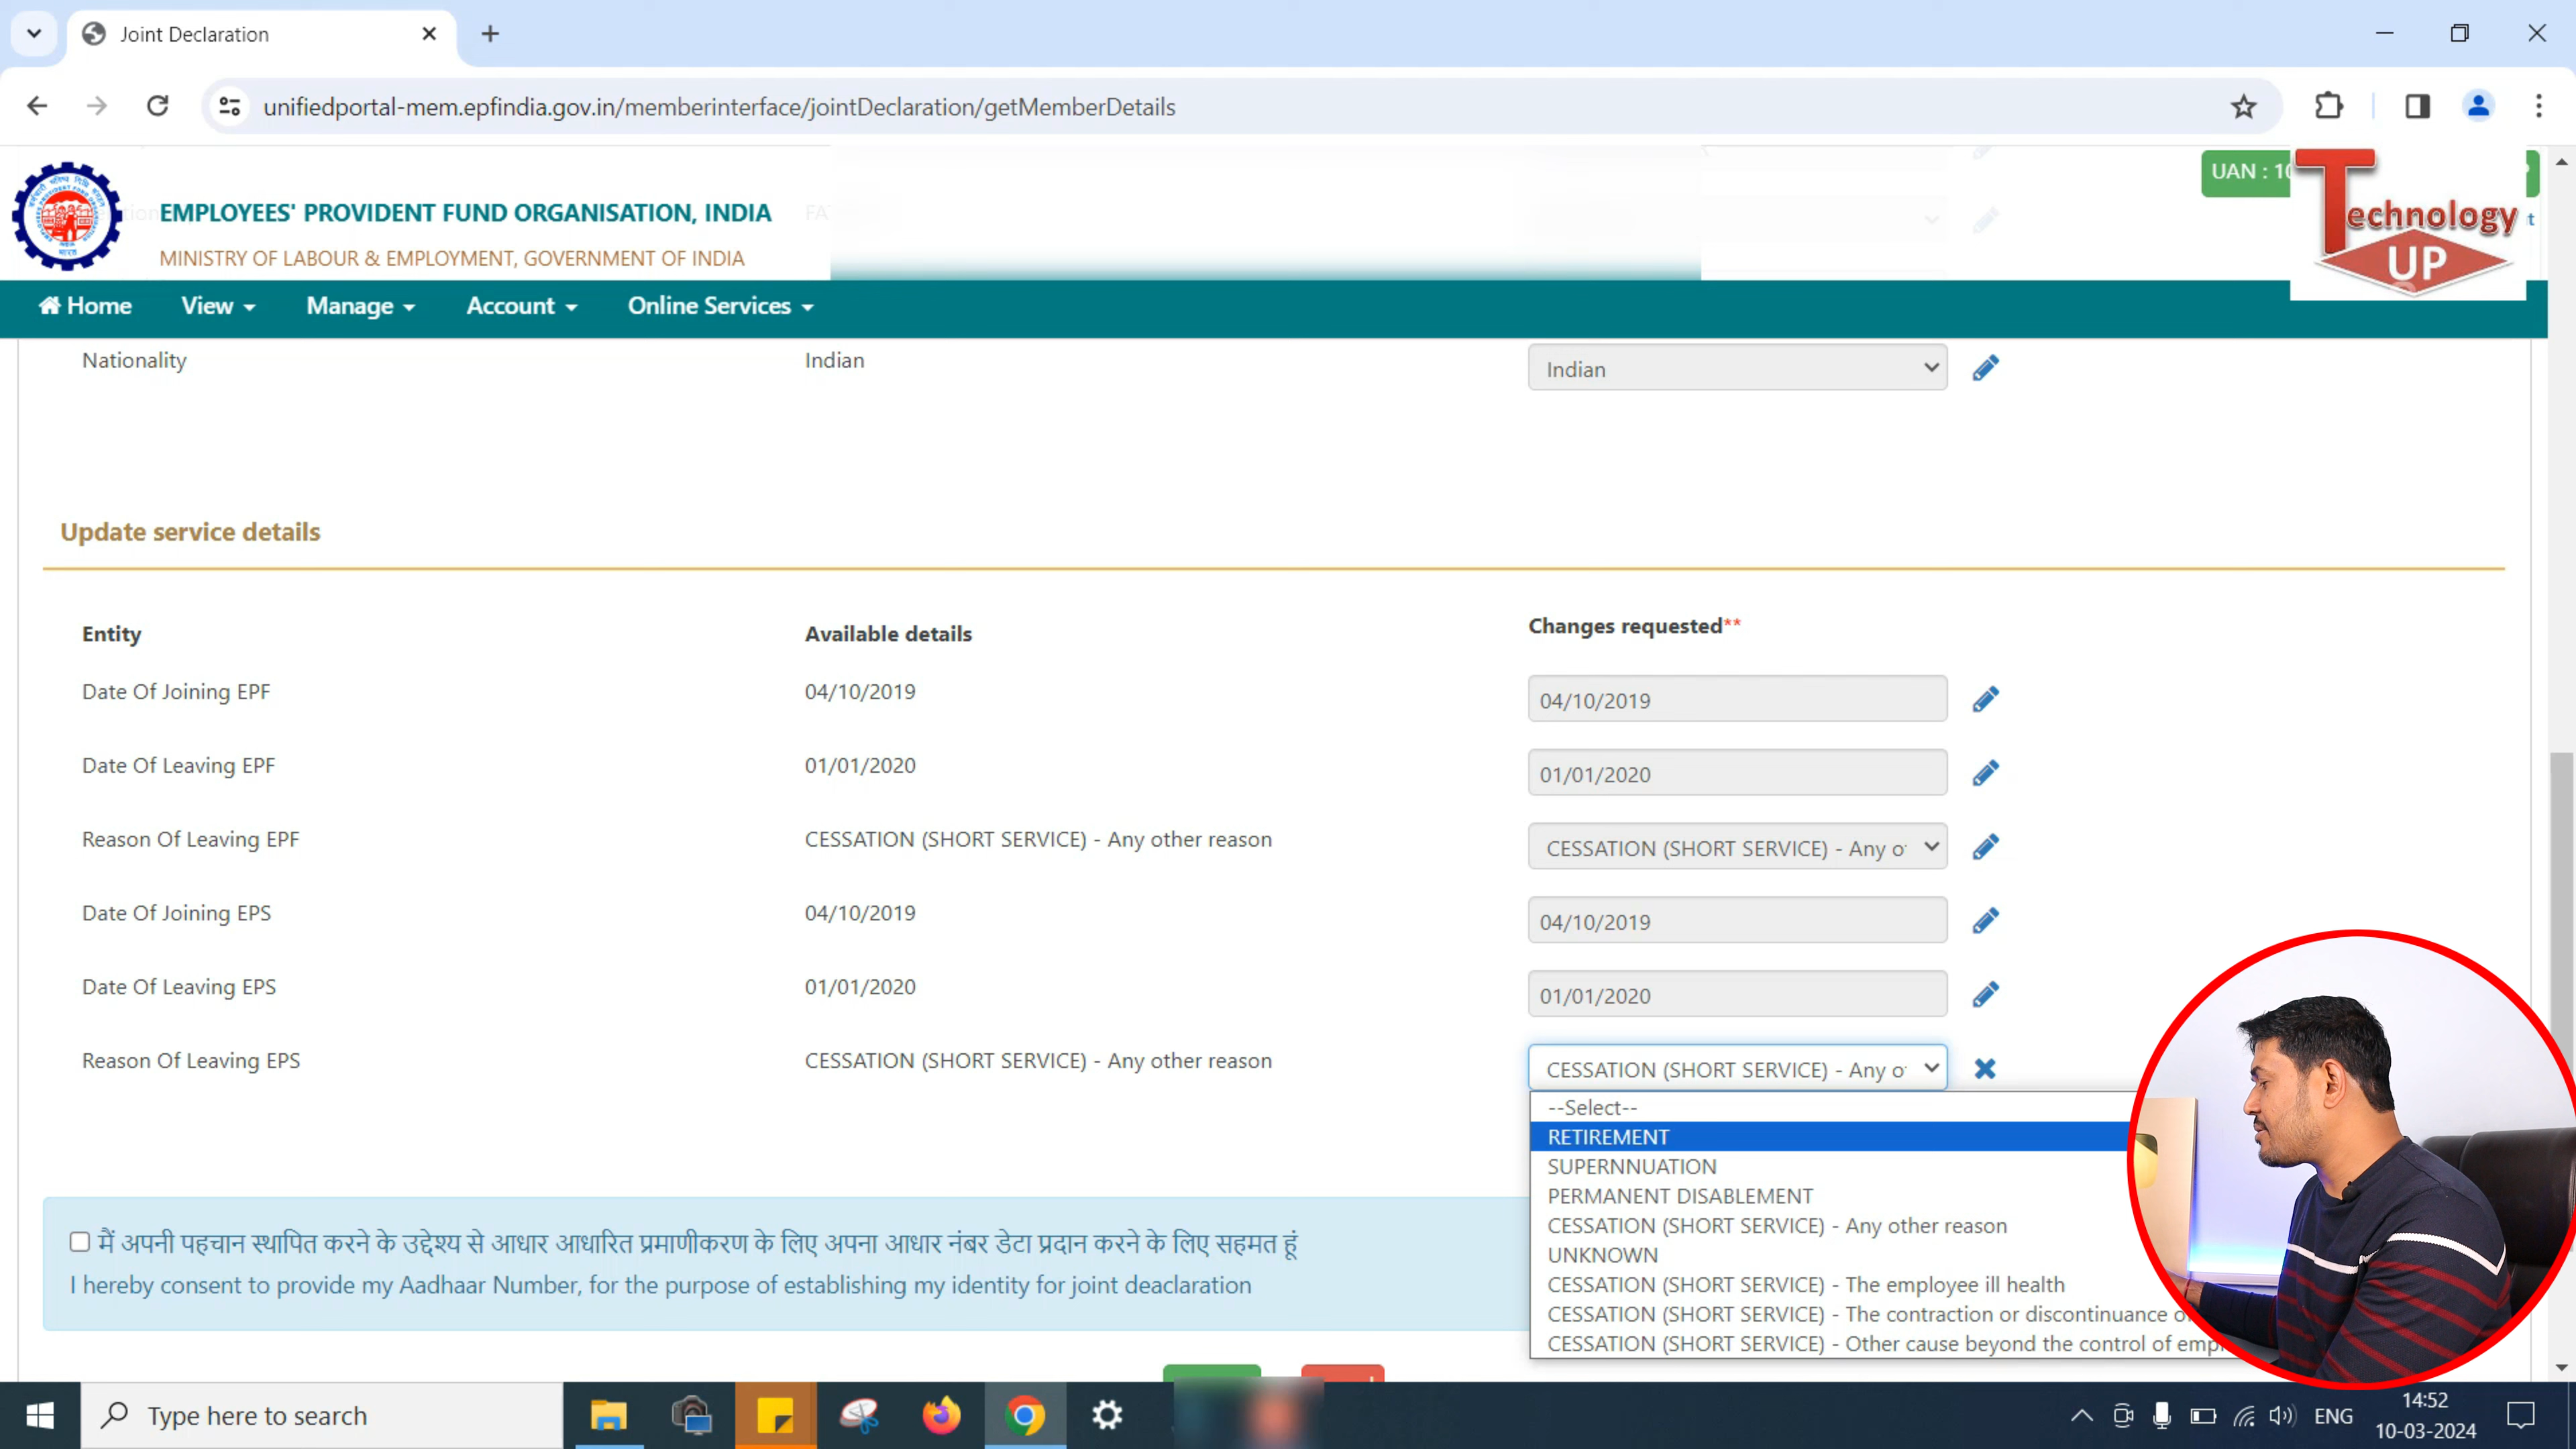 Joint Declaration
unifiedportal-mem.epfindia.gov.in/memberinterface/jointDeclaration/getMemberDetails
EMPLOYEES' PROVIDENT FUND ORGANISATION, INDIA
MINISTRY OF LABOUR & EMPLOYMENT, GOVERNMENT OF INDIA
UAN : 10
Technology
UP
Home View Manage Account Online Services
Nationality Indian Indian
Update service details
Entity Available details Changes requested**
Date Of Joining EPF 04/10/2019 04/10/2019
Date Of Leaving EPF 01/01/2020 01/01/2020
Reason Of Leaving EPF CESSATION (SHORT SERVICE) - Any other reason CESSATION (SHORT SERVICE) - Any o
Date Of Joining EPS 04/10/2019 04/10/2019
Date Of Leaving EPS 01/01/2020 01/01/2020
Reason Of Leaving EPS CESSATION (SHORT SERVICE) - Any other reason CESSATION (SHORT SERVICE) - Any o
--Select--
RETIREMENT
SUPERNNUATION
PERMANENT DISABLEMENT
CESSATION (SHORT SERVICE) - Any other reason
UNKNOWN
CESSATION (SHORT SERVICE) - The employee ill health
CESSATION (SHORT SERVICE) - The contraction or discontinuance o
CESSATION (SHORT SERVICE) - Other cause beyond the control of emp
मैं अपनी पहचान स्थापित करने के उद्देश्य से आधार आधारित प्रमाणीकरण के लिए अपना आधार नंबर डेटा प्रदान करने के लिए सहमत हूं
I hereby consent to provide my Aadhaar Number, for the purpose of establishing my identity for joint deaclaration
Type here to search
ENG
14:52
10-03-2024